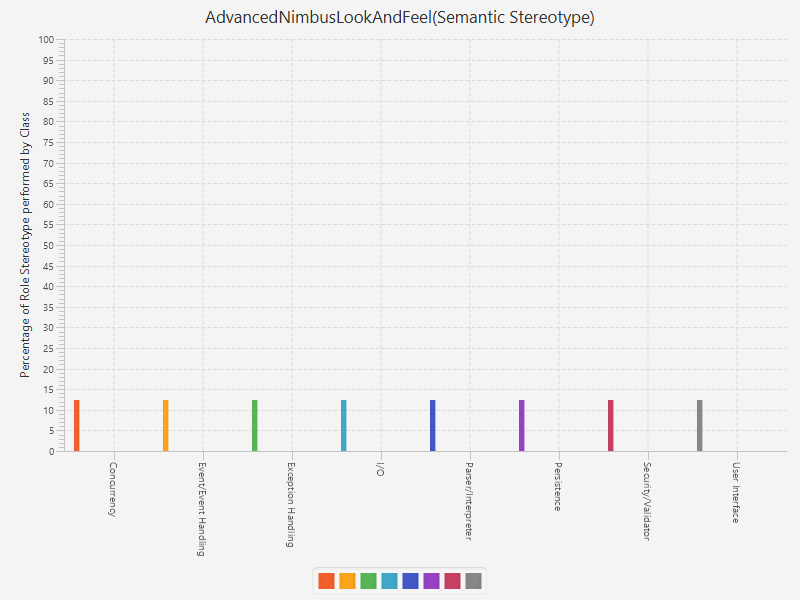 AdvancedNimbusLookAndFeel(Semantic Stereotype)
Percentage of Role Stereotype performed by Class
100
95
90
85
80
75
70
65
60
55
50
45
40
35
30
25
20
15
10
5
0
Concurrency
Event/Event Handling
Exception Handling
I/O
Parser/Interpreter
Persistence
Security/Validator
User Interface